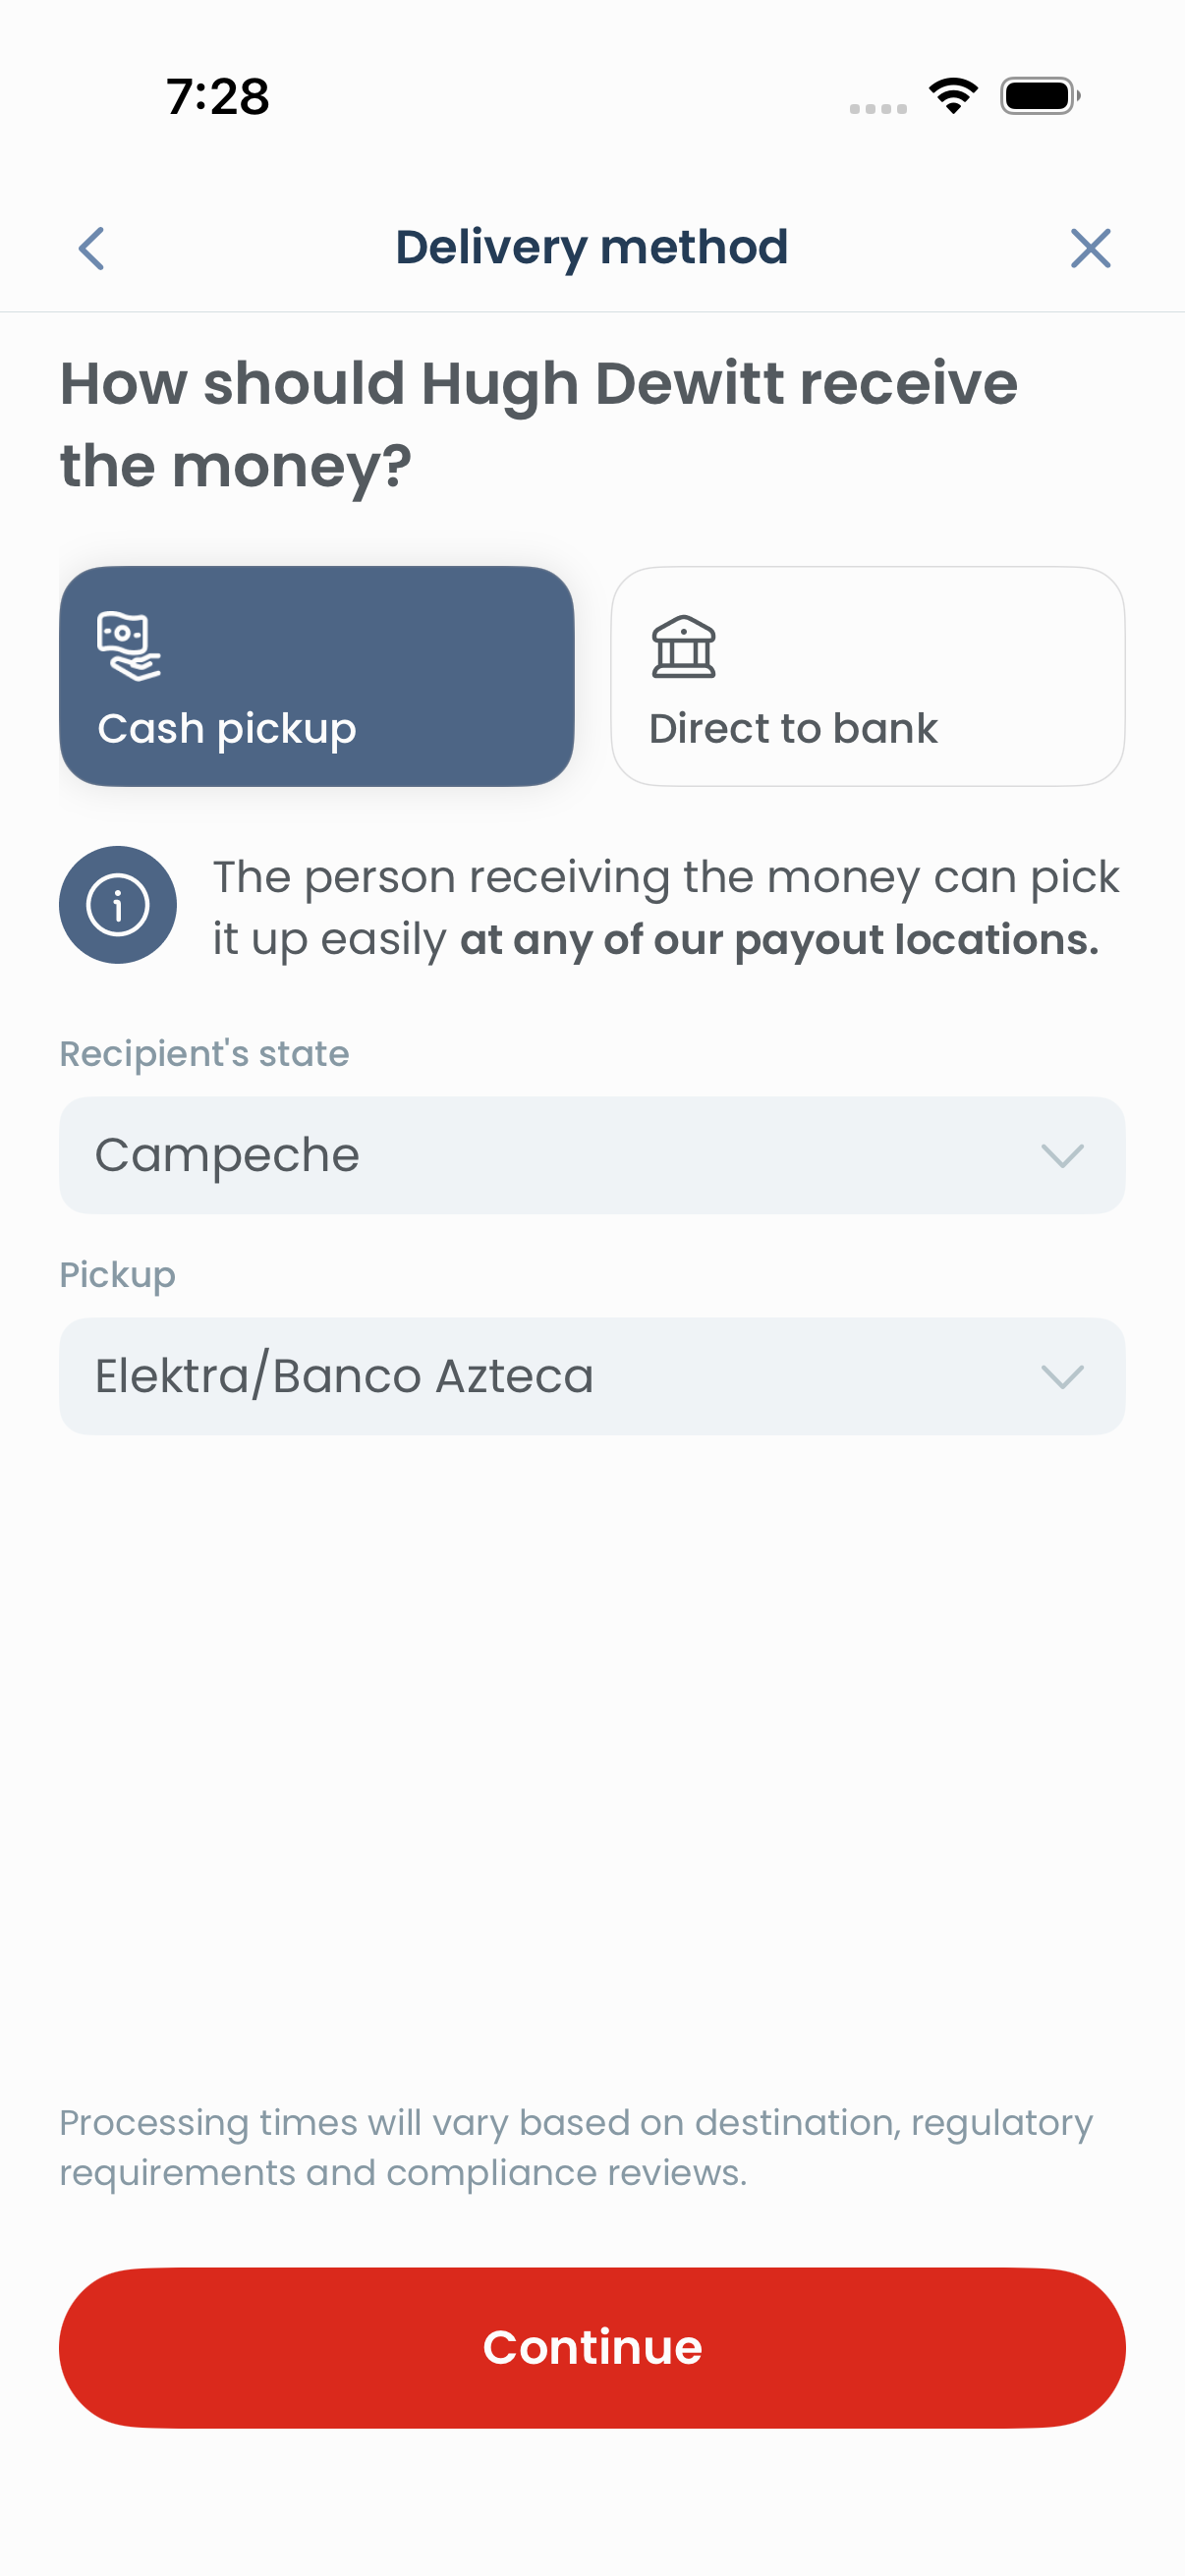 7:28
Delivery method
How should Hugh Dewitt receive
the money?
Cash pickup
Direct to bank
The person receiving the money can pick
it up easily at any of our payout locations.
Recipient's state
Campeche
Pickup
Elektra/Banco Azteca
Processing times will vary based on destination, regulatory
requirements and compliance reviews.
Continue